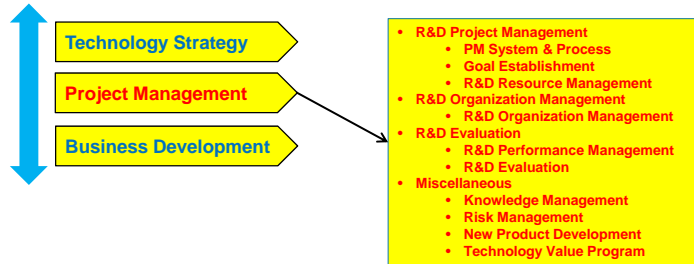 Technology Strategy
Project Management
Business Development
• R&D Project Management
• PM System & Process
• Goal Establishment
• R&D Resource Management
• R&D Organization Management
• R&D Organization Management
• R&D Evaluation
• R&D Performance Management
• R&D Evaluation
• Miscellaneous
• Knowledge Management
• Risk Management
• New Product Development
• Technology Value Program